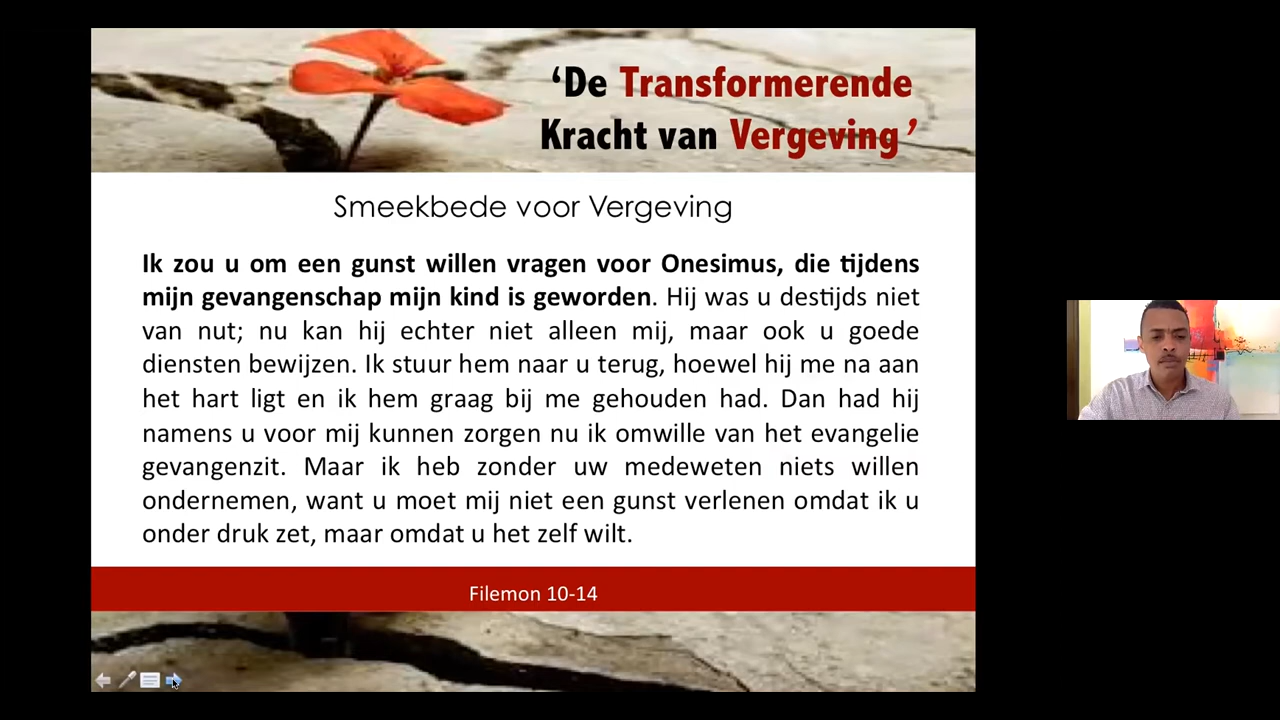 ‘De Transformerende
Kracht van Vergeving’
Smeekbede voor Vergeving
Ik zou u om een gunst willen vragen voor Onesimus, die tijdens
mijn gevangenschap mijn kind is geworden. Hij was u destijds niet
van nut; nu kan hij echter niet alleen mij, maar ook u goede
diensten bewijzen. Ik stuur hem naar u terug, hoewel hij me na aan
het hart ligt en ik hem graag bij me gehouden had. Dan had hij
namens u voor mij kunnen zorgen nu ik omwille van het evangelie
gevangenzit. Maar ik heb zonder uw medeweten niets willen
ondernemen, want u moet mij niet een gunst verlenen omdat ik u
onder druk zet, maar omdat u het zelf wilt.
Filemon 10-14